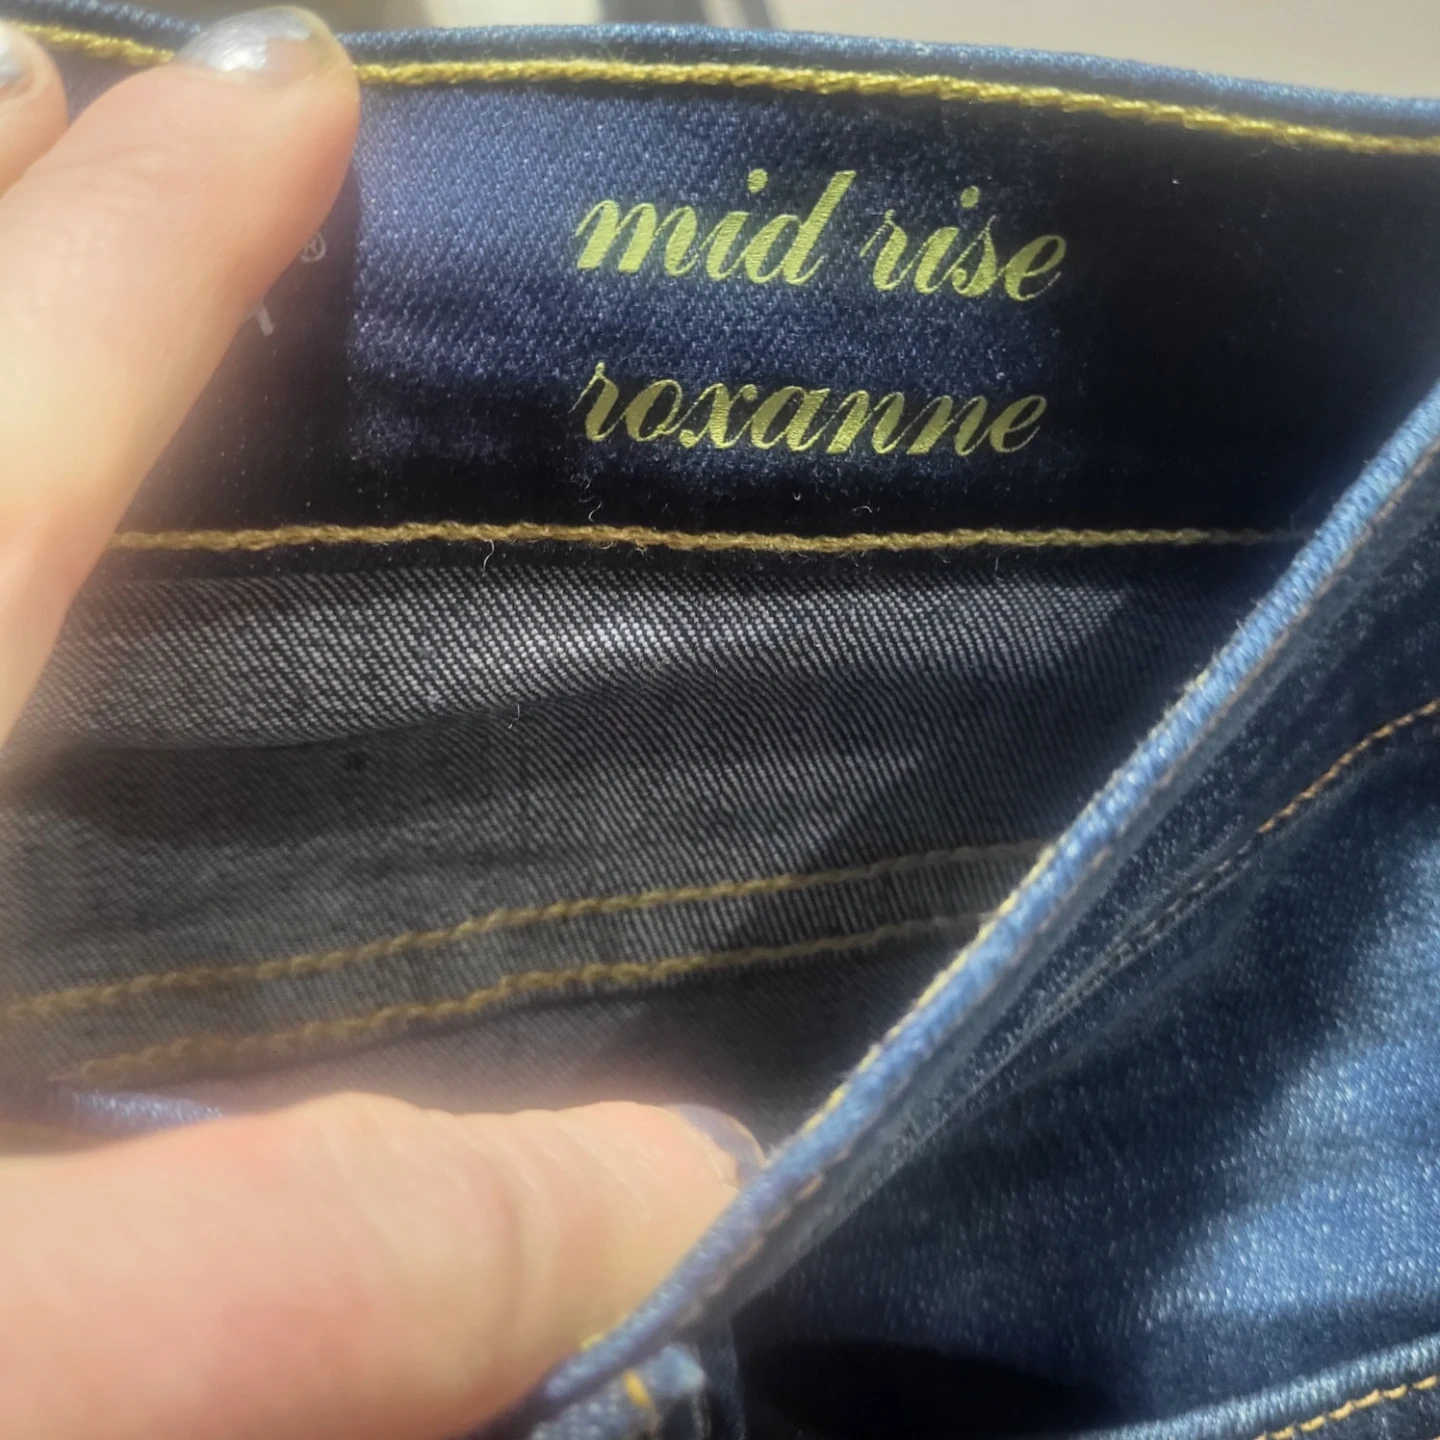 ®
mid rise
roxanne